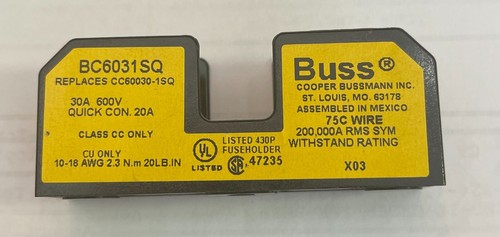 BC6031SQ
REPLACES CC60030-1SQ
30A 600V
QUICK CON. 20A
CLASS CC ONLY
CU ONLY
10-18 AWG 2.3 N.m 20LB.IN
UL
LISTED
LISTED 430P
FUSEHOLDER
SA 47235
Buss®
COOPER BUSSMANN INC.
ST. LOUIS, MO. 63178
ASSEMBLED IN MEXICO
75C WIRE
200,000A RMS SYM
WITHSTAND RATING
X03